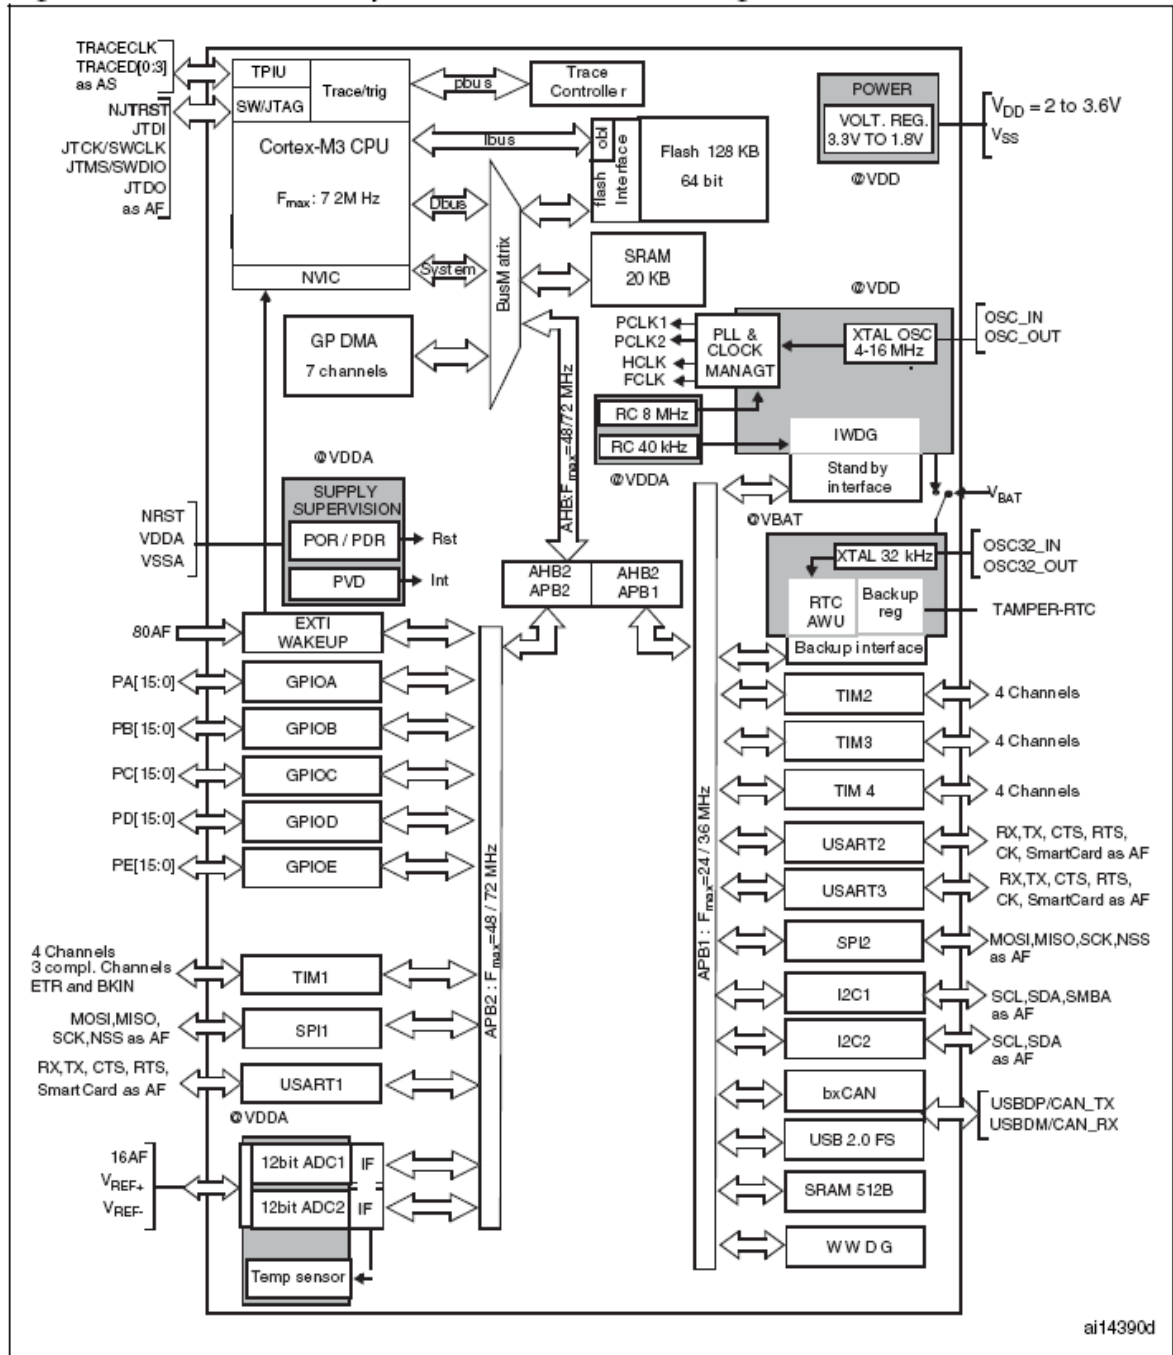 TRACECLK
TRACED[0:3]
as AS
NJTRST
JTDI
JTCK/SWCLK
JTMS/SWDIO
JTDO
as AF
TPIU
SW/JTAG
Trace/trig
Cortex-M3 CPU
Fmax: 7 2M Hz
NVIC
pbus
Ibus
Dbus
System
Trace
Controller
BusMatrix
flash obl
Interface
Flash 128 KB
64 bit
SRAM
20 KB
GP DMA
7 channels
POWER
VOLT. REG.
3.3V TO 1.8V
@VDD
VDD = 2 to 3.6V
VSS
@VDD
PCLK1
PCLK2
HCLK
FCLK
PLL &
CLOCK
MANAGT
XTAL OSC
4-16 MHz
OSC_IN
OSC_OUT
RC 8 MHz
RC 40 kHz
@VDDA
IWDG
Stand by
interface
VBAT
@VBAT
XTAL 32 kHz
OSC32_IN
OSC32_OUT
RTC
AWU
Backup
reg
TAMPER-RTC
Backup interface
AHB:Fmax=48/72 MHz
@VDDA
SUPPLY
SUPERVISION
NRST
VDDA
VSSA
POR / PDR
Rst
PVD
Int
AHB2
APB2
AHB2
APB1
80AF
EXTI
WAKEUP
PA[15:0]
GPIOA
PB[15:0]
GPIOB
PC[15:0]
GPIOC
PD[15:0]
GPIOD
PE[15:0]
GPIOE
4 Channels
3 compl. Channels
ETR and BKIN
TIM1
MOSI,MISO,
SCK,NSS as AF
SPI1
RX,TX, CTS, RTS,
SmartCard as AF
USART1
@VDDA
16AF
VREF+
VREF-
12bit ADC1 IF
12bit ADC2 IF
Temp sensor
APB2 : Fmax=48 / 72 MHz
APB1 : Fmax=24 / 36 MHz
TIM2
4 Channels
TIM3
4 Channels
TIM 4
4 Channels
USART2
RX,TX, CTS, RTS,
CK, SmartCard as AF
USART3
RX,TX, CTS, RTS,
CK, SmartCard as AF
SPI2
MOSI,MISO,SCK,NSS
as AF
I2C1
SCL,SDA,SMBA
as AF
I2C2
SCL,SDA
as AF
bxCAN
USBDP/CAN_TX
USBDM/CAN_RX
USB 2.0 FS
SRAM 512B
W W D G
ai14390d